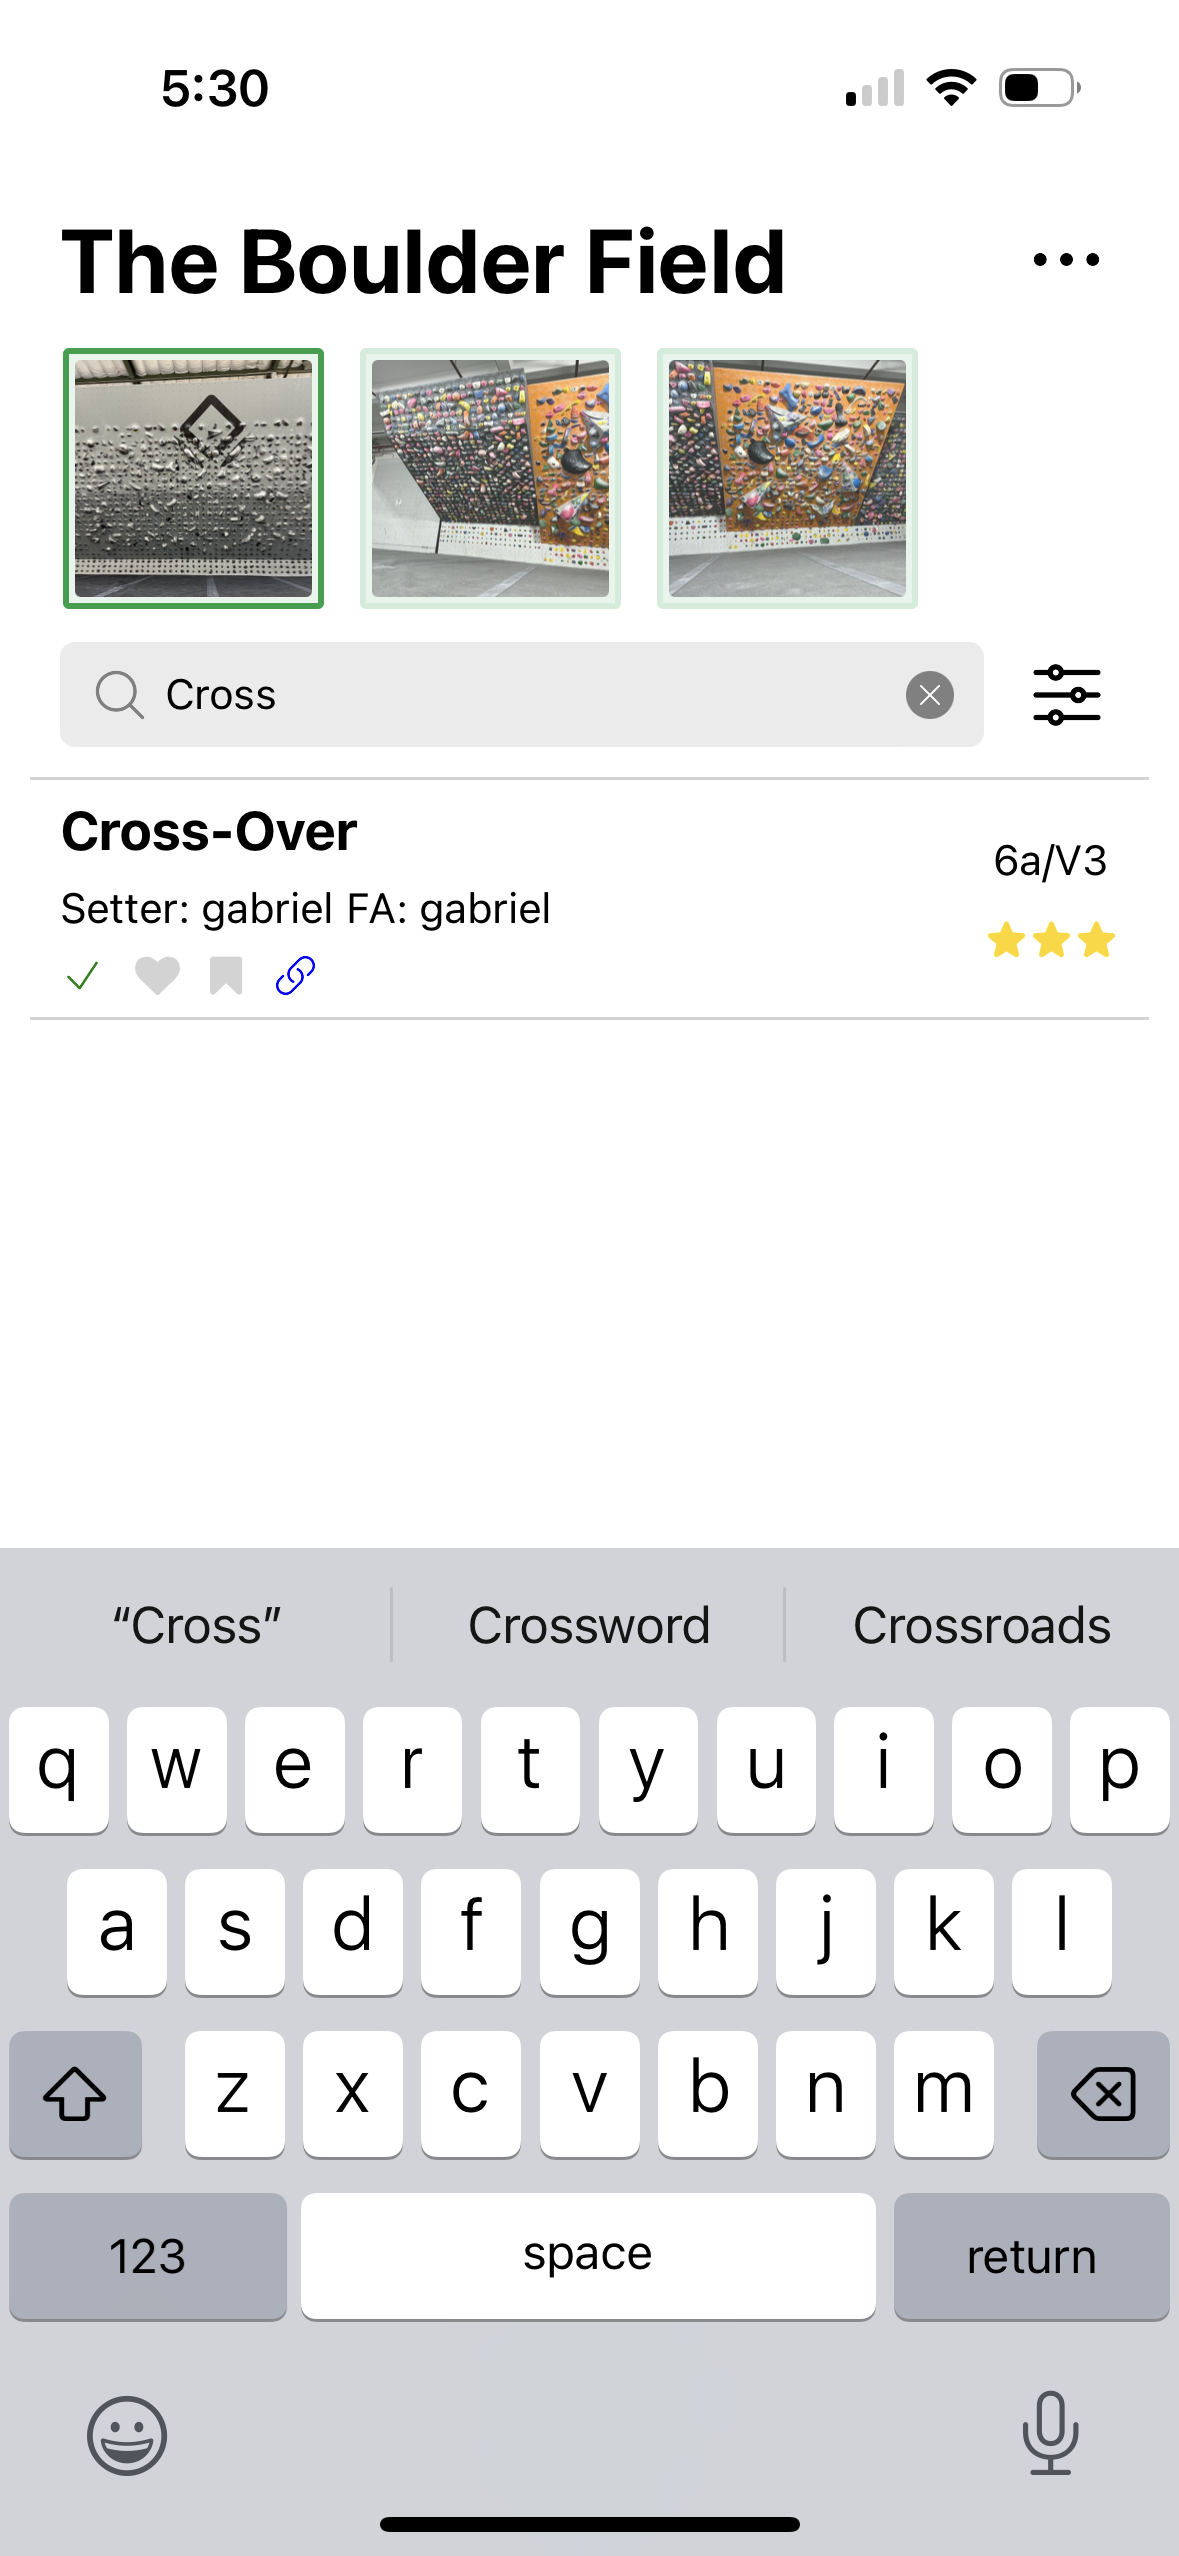 5:30
The Boulder Field
Cross
Cross-Over
6a/V3
Setter: gabriel FA: gabriel
“Cross” Crossword Crossroads
q w e r t y u i o p
a s d f g h j k l
z x c v b n m
123 space return